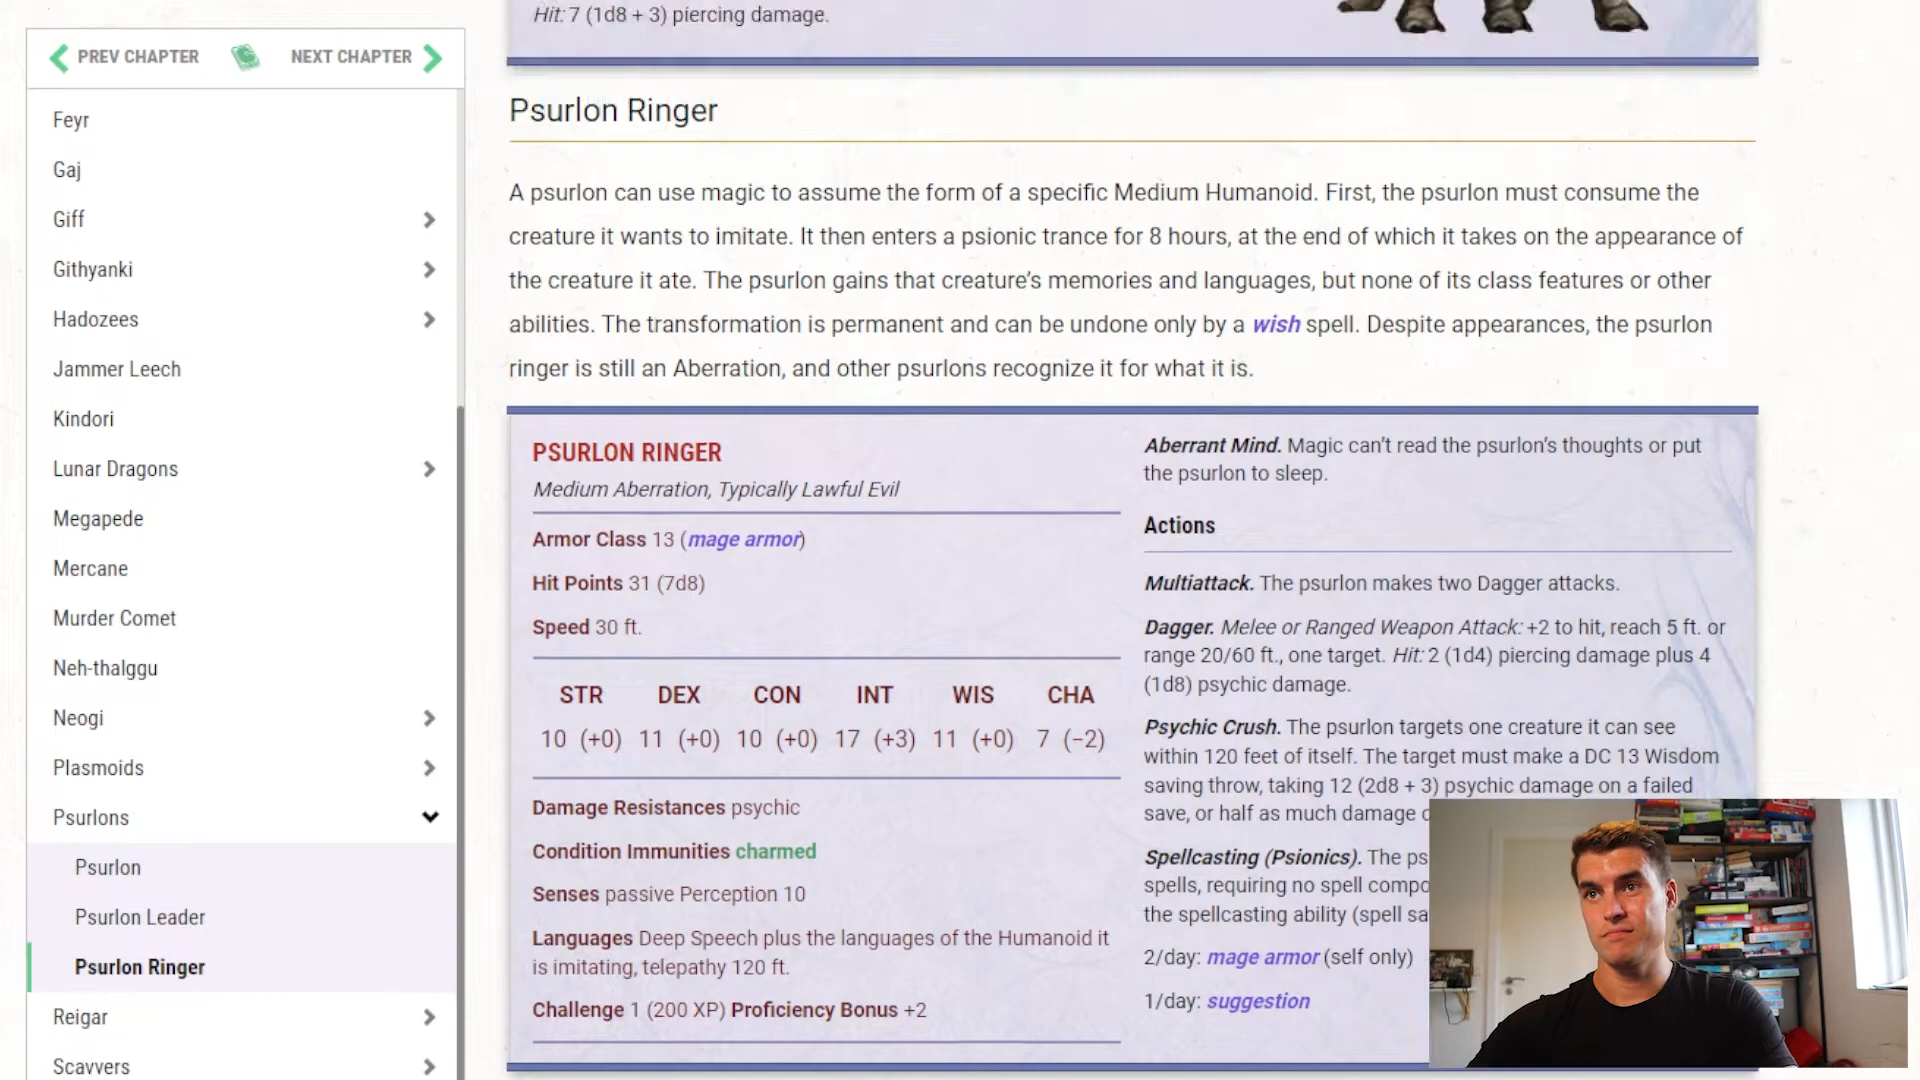 PREV CHAPTER
NEXT CHAPTER
Feyr
Gaj
Giff
Githyanki
Hadozees
Jammer Leech
Kindori
Lunar Dragons
Megapede
Mercane
Murder Comet
Neh-thalggu
Neogi
Plasmoids
Psurlons
Psurlon
Psurlon Leader
Psurlon Ringer
Reigar
Scavvers
Hit: 7 (1d8 + 3) piercing damage.
Psurlon Ringer
A psurlon can use magic to assume the form of a specific Medium Humanoid. First, the psurlon must consume the
creature it wants to imitate. It then enters a psionic trance for 8 hours, at the end of which it takes on the appearance of
the creature it ate. The psurlon gains that creature’s memories and languages, but none of its class features or other
abilities. The transformation is permanent and can be undone only by a wish spell. Despite appearances, the psurlon
ringer is still an Aberration, and other psurlons recognize it for what it is.
PSURLON RINGER
Medium Aberration, Typically Lawful Evil
Armor Class 13 (mage armor)
Hit Points 31 (7d8)
Speed 30 ft.
STR DEX CON INT WIS CHA
10 (+0) 11 (+0) 10 (+0) 17 (+3) 11 (+0) 7 (−2)
Damage Resistances psychic
Condition Immunities charmed
Senses passive Perception 10
Languages Deep Speech plus the languages of the Humanoid it
is imitating, telepathy 120 ft.
Challenge 1 (200 XP) Proficiency Bonus +2
Aberrant Mind. Magic can’t read the psurlon’s thoughts or put
the psurlon to sleep.
Actions
Multiattack. The psurlon makes two Dagger attacks.
Dagger. Melee or Ranged Weapon Attack: +2 to hit, reach 5 ft. or
range 20/60 ft., one target. Hit: 2 (1d4) piercing damage plus 4
(1d8) psychic damage.
Psychic Crush. The psurlon targets one creature it can see
within 120 feet of itself. The target must make a DC 13 Wisdom
saving throw, taking 12 (2d8 + 3) psychic damage on a failed
save, or half as much damage
Spellcasting (Psionics). The
spells, requiring no spell
the spellcasting ability (spell
2/day: mage armor (self only)
1/day: suggestion